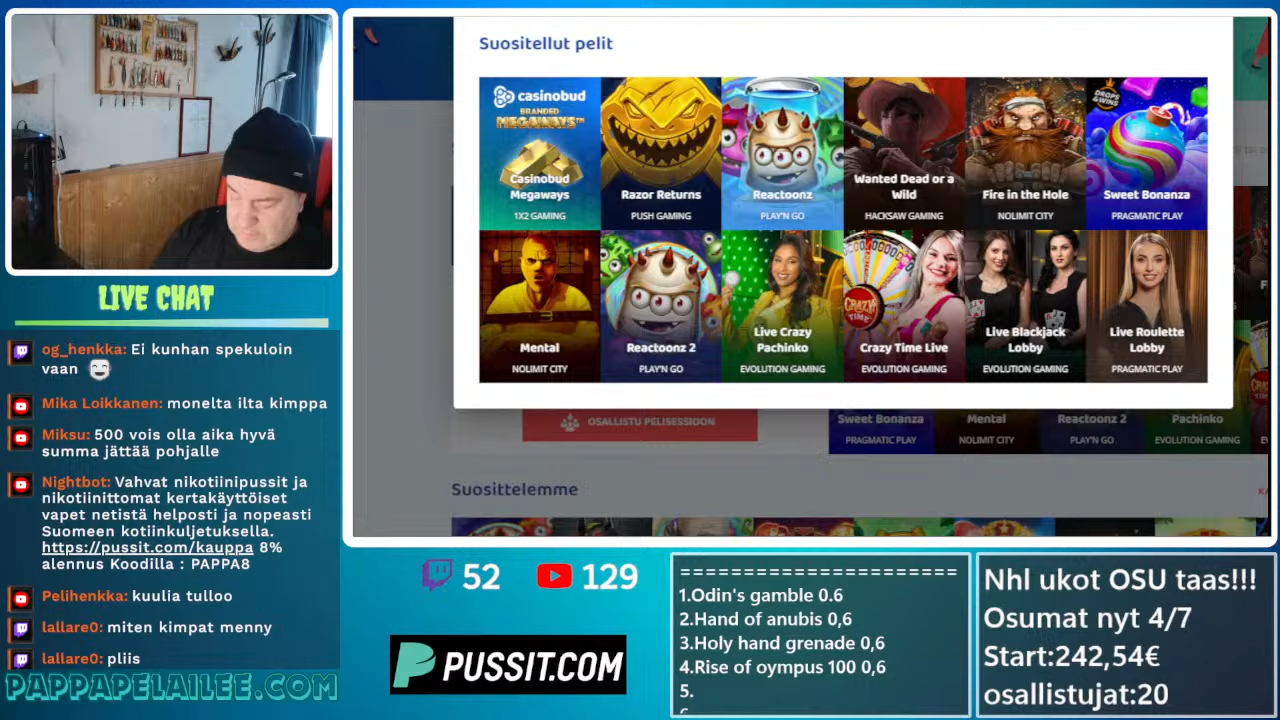 Suositellut pelit
casinobud
BRANDED
MEGAWAYS™
Casinobud
Megaways
1X2 GAMING
Razor Returns
PUSH GAMING
Reactoonz
PLAY'N GO
Wanted Dead or a
Wild
HACKSAW GAMING
Fire in the Hole
NOLIMIT CITY
DROPS
&WINS
Sweet Bonanza
PRAGMATIC PLAY
Mental
NOLIMIT CITY
Reactoonz 2
PLAY'N GO
Live Crazy
Pachinko
EVOLUTION GAMING
CRAZY
TIME
Crazy Time Live
EVOLUTION GAMING
Live Blackjack
Lobby
EVOLUTION GAMING
Live Roulette
Lobby
PRAGMATIC PLAY
OSALLISTU PELISESSIOON
Sweet Bonanza
PRAGMATIC PLAY
Mental
NOLIMIT CITY
Reactoonz 2
PLAY'N GO
Pachinko
EVOLUTION GAMING
Suosittelemme
LIVE CHAT
og_henkka: Ei kunhan spekuloin
vaan
Mika Loikkanen: monelta ilta kimppa
Miksu: 500 vois olla aika hyvä
summa jättää pohjalle
Nightbot: Vahvat nikotiinipussit ja
nikotiinittomat kertakäyttöiset
vapet netistä helposti ja nopeasti
Suomeen kotiinkuljetuksella.
https://pussit.com/kauppa 8%
alennus Koodilla : PAPPA8
Pelihenkka: kuulia tulloo
lallare0: miten kimpat menny
lallare0: pliis
PAPPAPELAILEE.COM
52
129
PUSSIT.COM
========================
1.Odin's gamble 0.6
2.Hand of anubis 0,6
3.Holy hand grenade 0,6
4.Rise of oympus 100 0,6
5.
Nhl ukot OSU taas!!!
Osumat nyt 4/7
Start:242,54€
osallistujat:20